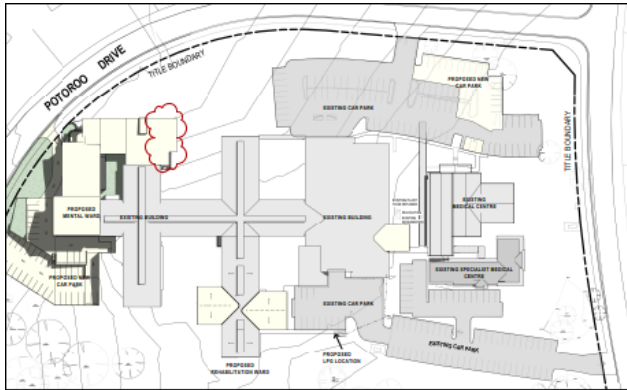 POTOROO DRIVE
TITLE BOUNDARY
EXISTING CAR PARK
PROPOSED NEW
CAR PARK
TITLE BOUNDARY
PROPOSED
MENTAL WARD
EXISTING BUILDING
EXISTING BUILDING
EXISTING
MEDICAL CENTRE
PROPOSED NEW
CAR PARK
EXISTING SPECIALIST MEDICAL
CENTRE
EXISTING CAR PARK
EXISTING CAR PARK
PROPOSED
REHABILITATION WARD
PROPOSED
LPG LOCATION